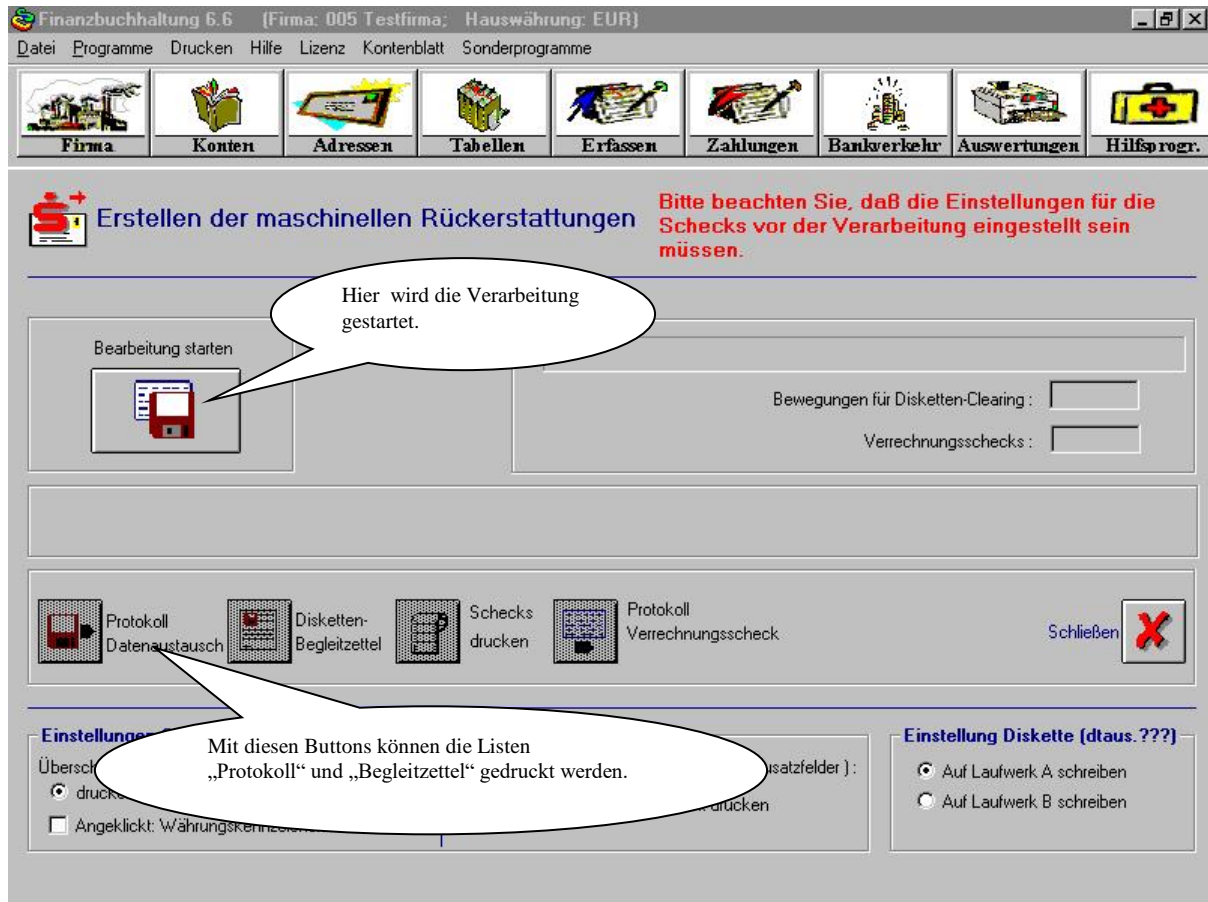 Finanzbuchhaltung 6.6 (Firma: 005 Testfirma; Hauswährung: EUR)
Datei Programme Drucken Hilfe Lizenz Kontenblatt Sonderprogramme
Firma Konten Adressen Tabellen Erfassen Zahlungen Bankverkehr Auswertungen Hilfsprogr.
Erstellen der maschinellen Rückerstattungen
Bitte beachten Sie, daß die Einstellungen für die
Schecks vor der Verarbeitung eingestellt sein
müssen.
Hier wird die Verarbeitung
gestartet.
Bearbeitung starten
Bewegungen für Disketten-Clearing :
Verrechnungsschecks :
Protokoll
Datenaustausch
Disketten-
Begleitzettel
Schecks
drucken
Protokoll
Verrechnungsscheck
Schließen
Mit diesen Buttons können die Listen
„Protokoll“ und „Begleitzettel“ gedruckt werden.
Einstellungen
Übersch
drucke
Angeklickt:
usatzfelder ) :
drucken
Einstellung Diskette (dtaus.???)
Auf Laufwerk A schreiben
Auf Laufwerk B schreiben